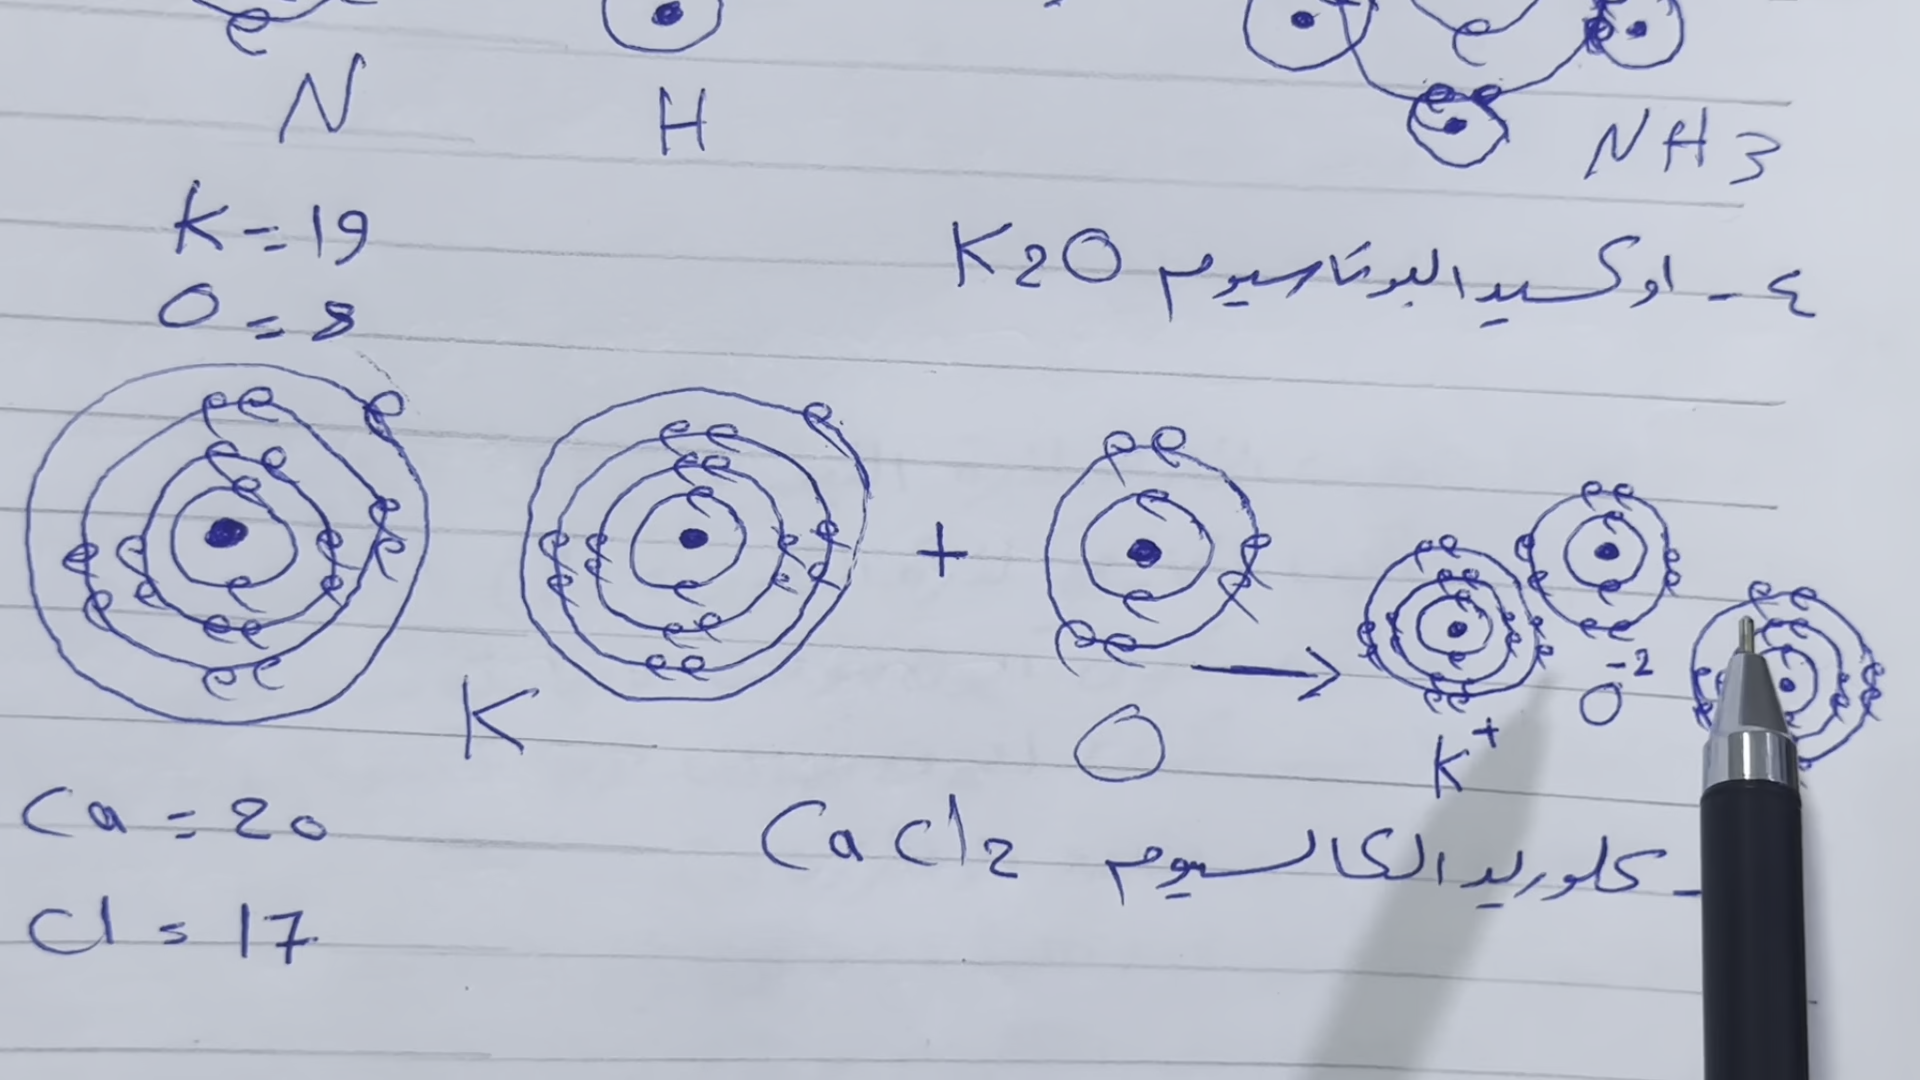 N H NH3
K = 19
٤ - اوكسيد البوتاسيوم K2O
O = 8
K + O → K+ O-2
Ca = 20
- كلوريد الكالسيوم CaCl2
Cl = 17